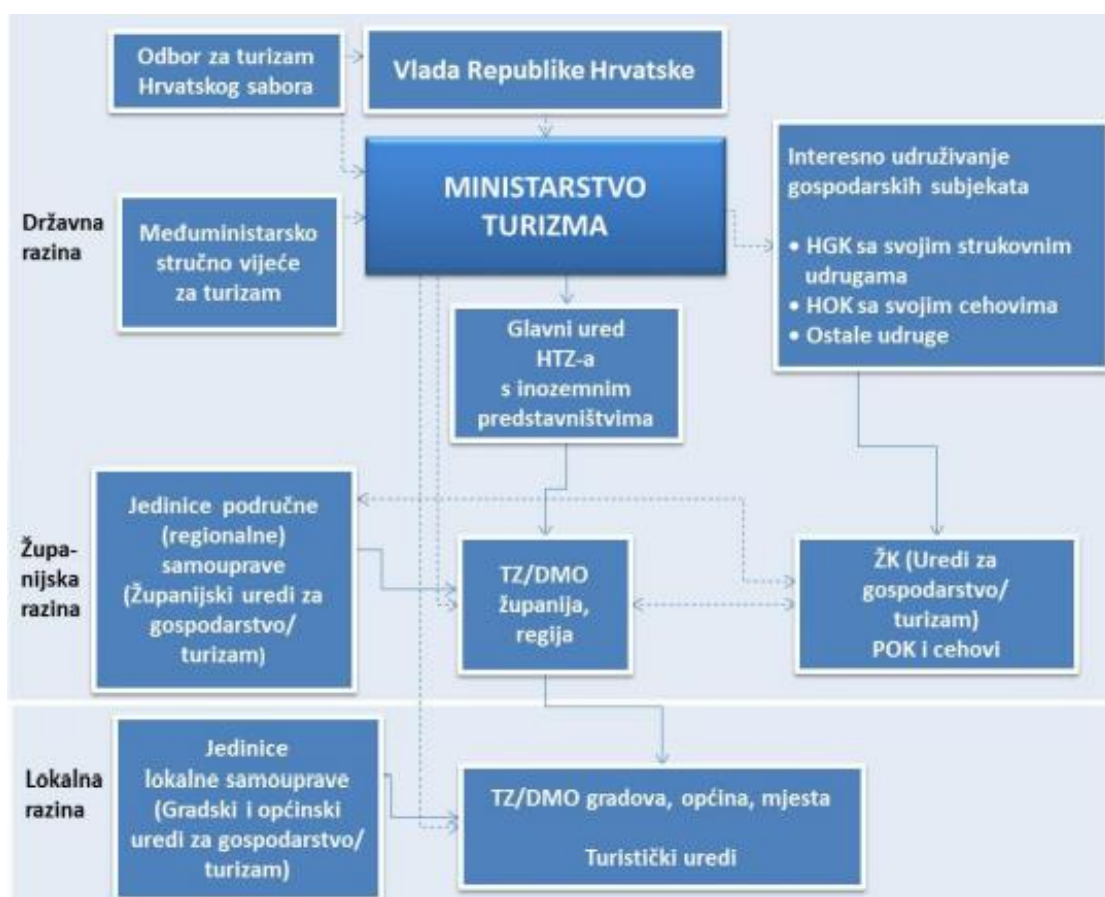 Odbor za turizam
Hrvatskog sabora
Vlada Republike Hrvatske
MINISTARSTVO
TURIZMA
Interesno udruživanje
gospodarskih subjekata
• HGK sa svojim strukovnim
udrugama
• HOK sa svojim cehovima
• Ostale udruge
Državna
razina
Međuministarsko
stručno vijeće
za turizam
Glavni ured
HTZ-a
s inozemnim
predstavništvima
Župa-
nijska
razina
Jedinice područne
(regionalne)
samouprave
(Županijski uredi za
gospodarstvo/
turizam)
TZ/DMO
županija,
regija
ŽK (Uredi za
gospodarstvo/
turizam)
POK i cehovi
Lokalna
razina
Jedinice
lokalne samouprave
(Gradski i općinski
uredi za gospodarstvo/
turizam)
TZ/DMO gradova, općina, mjesta
Turistički uredi